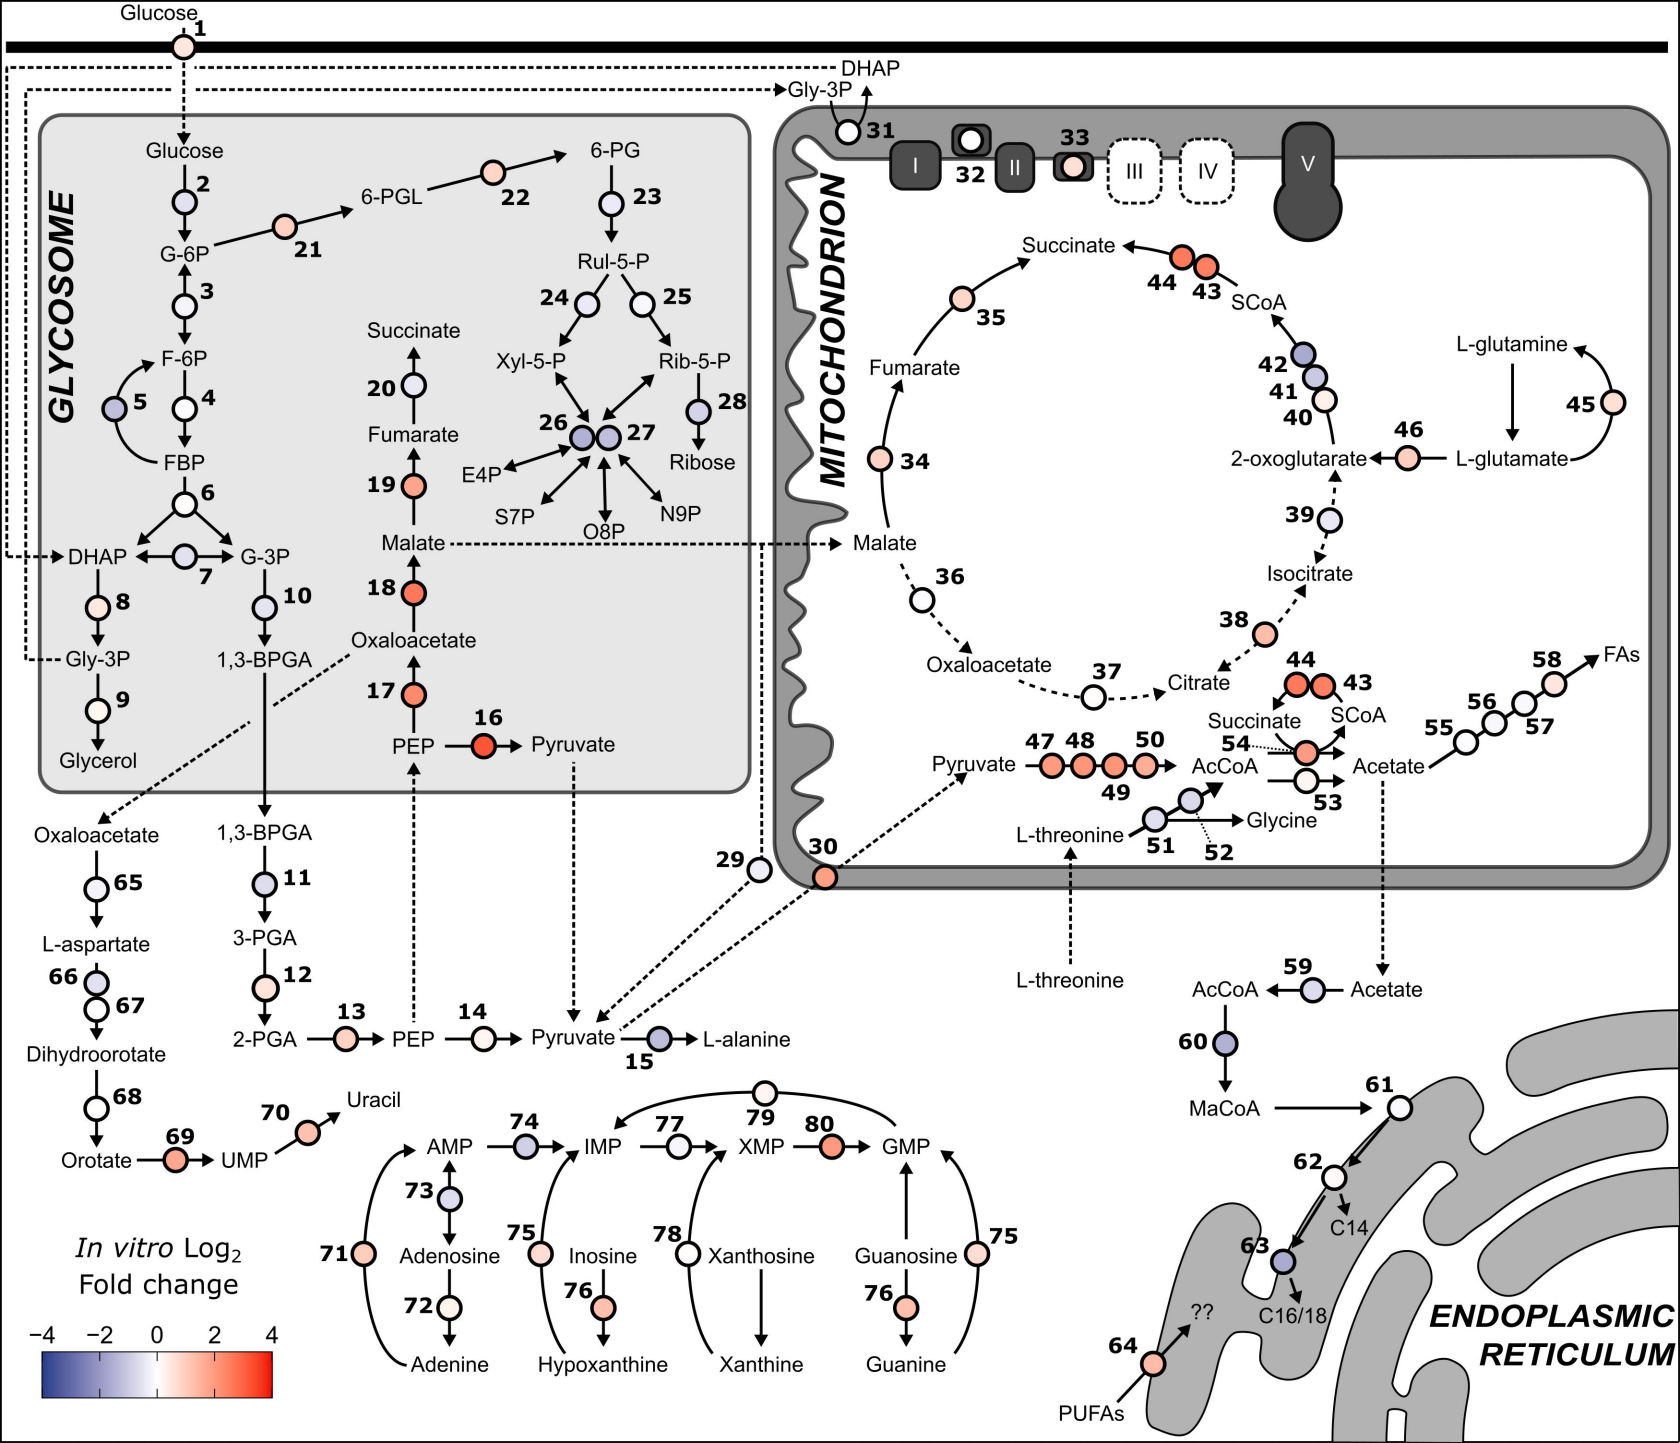 Glucose
1
DHAP
Gly-3P
31
GLYCOSOME
Glucose
2
G-6P
3
F-6P
4
5
FBP
6
DHAP
7
G-3P
8
Gly-3P
9
Glycerol
10
1,3-BPGA
21
6-PGL
22
6-PG
23
Rul-5-P
24
25
Xyl-5-P
Rib-5-P
26
27
28
E4P
S7P
O8P
N9P
Ribose
Succinate
20
Fumarate
19
Malate
18
Oxaloacetate
17
PEP
16
Pyruvate
MITOCHONDRION
I
32
II
33
III
IV
V
Succinate
44
43
SCoA
35
Fumarate
34
Malate
42
41
40
2-oxoglutarate
46
L-glutamate
L-glutamine
45
39
Isocitrate
38
Citrate
37
Oxaloacetate
36
44
43
Succinate
SCoA
54
Pyruvate
47
48
49
50
AcCoA
53
Acetate
55
56
57
58
FAs
L-threonine
51
52
Glycine
30
29
L-threonine
Oxaloacetate
65
L-aspartate
66
67
Dihydroorotate
68
Orotate
69
UMP
70
Uracil
1,3-BPGA
11
3-PGA
12
2-PGA
13
PEP
14
Pyruvate
15
L-alanine
AcCoA
59
Acetate
60
MaCoA
61
62
C14
63
C16/18
??
64
PUFAs
ENDOPLASMIC
RETICULUM
79
AMP
74
IMP
77
XMP
80
GMP
73
71
Adenosine
72
Adenine
75
Inosine
76
Hypoxanthine
78
Xanthosine
Xanthine
Guanosine
76
Guanine
75
In vitro Log2
Fold change
−4 −2 0 2 4